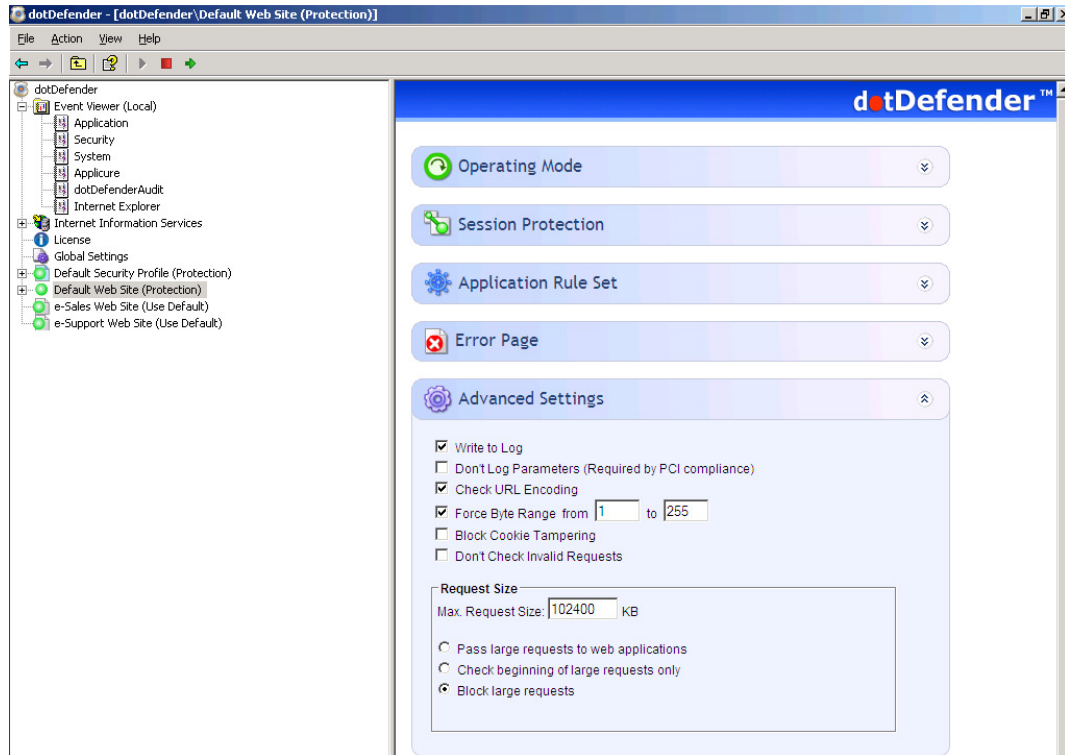 dotDefender - [dotDefender\Default Web Site (Protection)]
File Action View Help
dotDefender
Event Viewer (Local)
Application
Security
System
Applicure
dotDefenderAudit
Internet Explorer
Internet Information Services
License
Global Settings
Default Security Profile (Protection)
Default Web Site (Protection)
e-Sales Web Site (Use Default)
e-Support Web Site (Use Default)
dotDefender™
Operating Mode
Session Protection
Application Rule Set
Error Page
Advanced Settings
Write to Log
Don't Log Parameters (Required by PCI compliance)
Check URL Encoding
Force Byte Range from 1 to 255
Block Cookie Tampering
Don't Check Invalid Requests
Request Size
Max. Request Size: 102400 KB
Pass large requests to web applications
Check beginning of large requests only
Block large requests